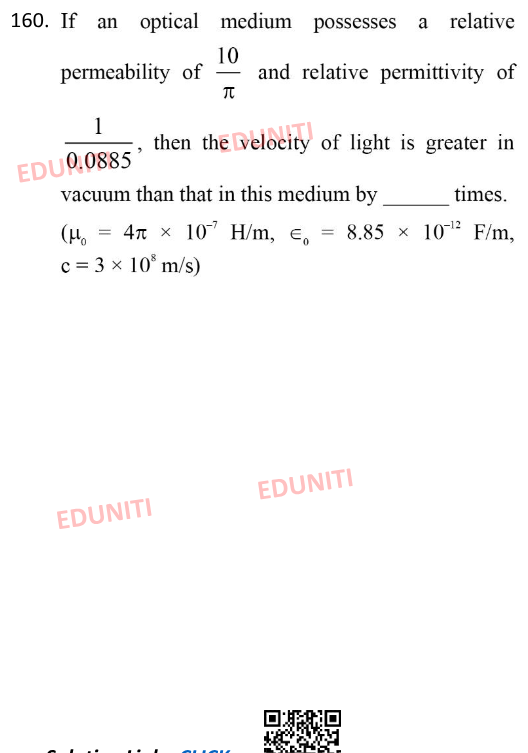 160. If an optical medium possesses a relative
permeability of 10/π and relative permittivity of
1/0.0885, then the velocity of light is greater in
vacuum than that in this medium by ______ times.
(μ₀ = 4π × 10⁻⁷ H/m, ∈₀ = 8.85 × 10⁻¹² F/m,
c = 3 × 10⁸ m/s)
EDUNITI
EDUNITI
EDUNITI
EDUNITI